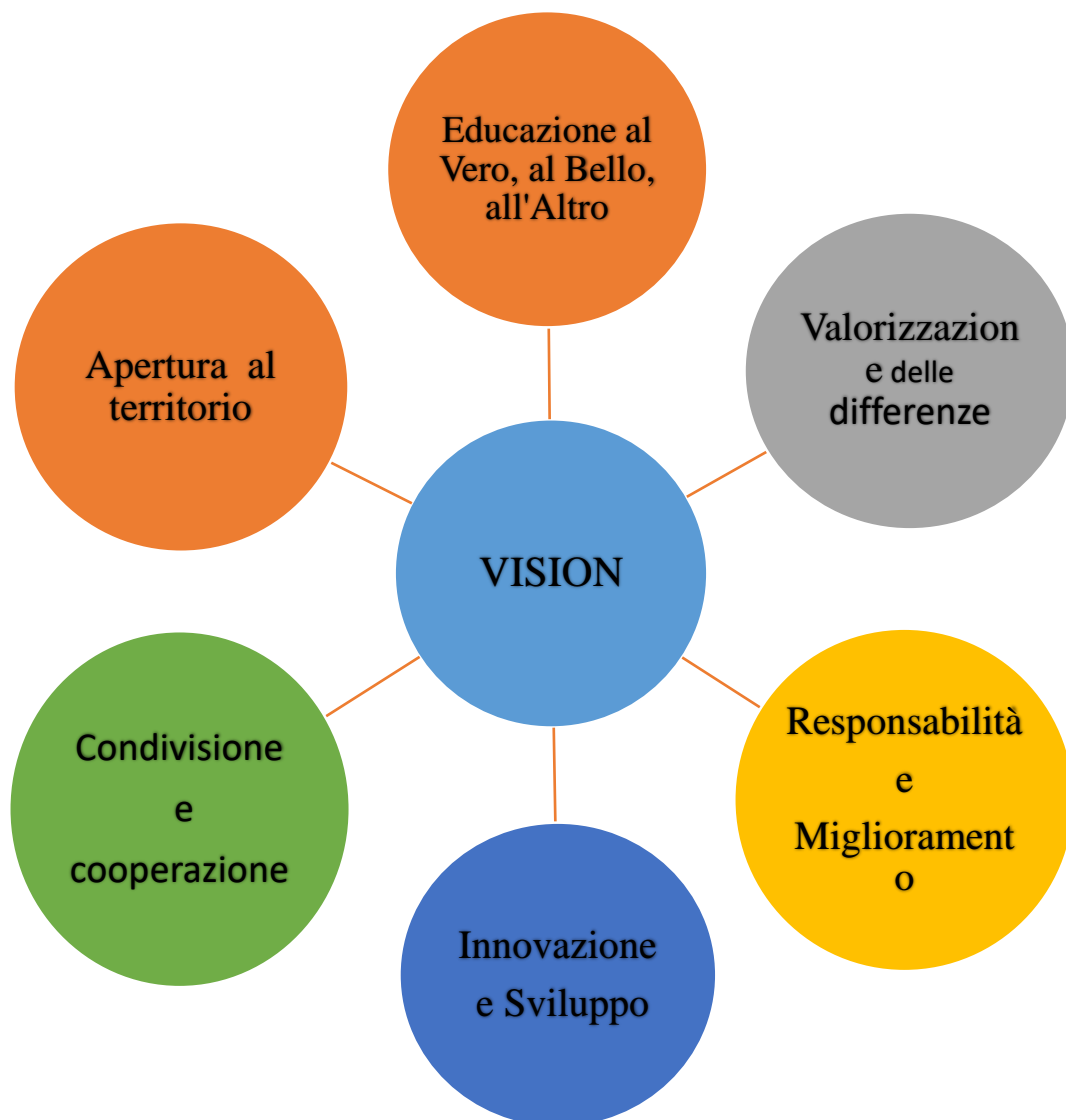 Educazione al
Vero, al Bello,
all'Altro
Valorizzazion
e delle
differenze
Apertura al
territorio
VISION
Responsabilità
e
Migliorament
o
Condivisione
e
cooperazione
Innovazione
e Sviluppo